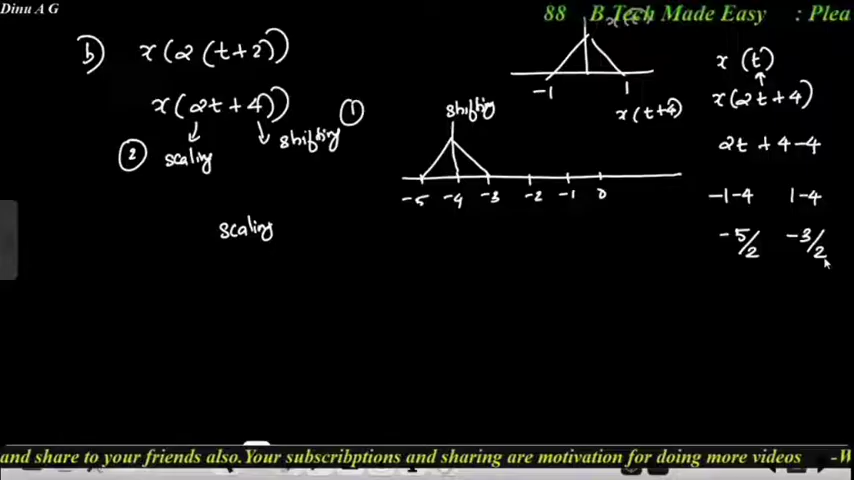 Dinu A G
88 B.Tech Made Easy : Plea
b) x(2(t+2))
x(2t+4)) ①
② scaling
shifting
scaling
x(t)
-1 1
shifting
x(t+4)
-5 -4 -3 -2 -1 0
x(t)
x(2t+4)
2t+4-4
-1-4 1-4
-5/2 -3/2
and share to your friends also.Your subscribptions and sharing are motivation for doing more videos -W